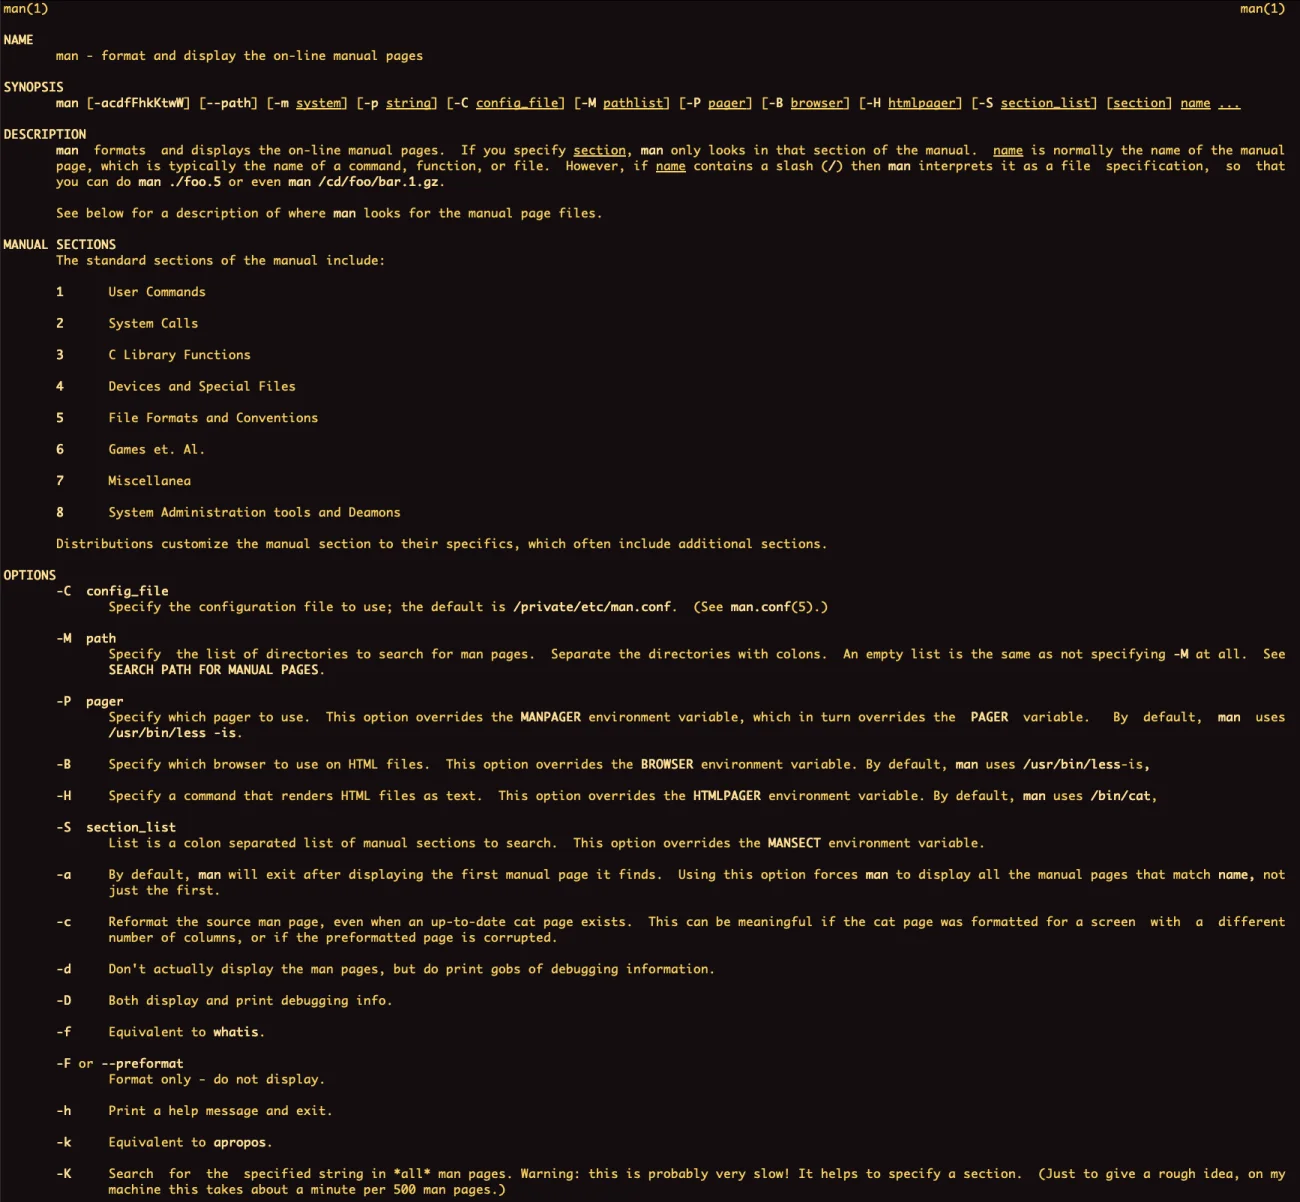 man(1) man(1)
NAME
man - format and display the on-line manual pages
SYNOPSIS
man [-acdfFhkKtwW] [--path] [-m system] [-p string] [-C config_file] [-M pathlist] [-P pager] [-B browser] [-H htmlpager] [-S section_list] [section] name ...
DESCRIPTION
man formats and displays the on-line manual pages. If you specify section, man only looks in that section of the manual. name is normally the name of the manual
page, which is typically the name of a command, function, or file. However, if name contains a slash (/) then man interprets it as a file specification, so that
you can do man ./foo.5 or even man /cd/foo/bar.1.gz.
See below for a description of where man looks for the manual page files.
MANUAL SECTIONS
The standard sections of the manual include:
1 User Commands
2 System Calls
3 C Library Functions
4 Devices and Special Files
5 File Formats and Conventions
6 Games et. Al.
7 Miscellanea
8 System Administration tools and Deamons
Distributions customize the manual section to their specifics, which often include additional sections.
OPTIONS
-C config_file
Specify the configuration file to use; the default is /private/etc/man.conf. (See man.conf(5).)
-M path
Specify the list of directories to search for man pages. Separate the directories with colons. An empty list is the same as not specifying -M at all. See
SEARCH PATH FOR MANUAL PAGES.
-P pager
Specify which pager to use. This option overrides the MANPAGER environment variable, which in turn overrides the PAGER variable. By default, man uses
/usr/bin/less -is.
-B Specify which browser to use on HTML files. This option overrides the BROWSER environment variable. By default, man uses /usr/bin/less-is,
-H Specify a command that renders HTML files as text. This option overrides the HTMLPAGER environment variable. By default, man uses /bin/cat,
-S section_list
List is a colon separated list of manual sections to search. This option overrides the MANSECT environment variable.
-a By default, man will exit after displaying the first manual page it finds. Using this option forces man to display all the manual pages that match name, not
just the first.
-c Reformat the source man page, even when an up-to-date cat page exists. This can be meaningful if the cat page was formatted for a screen with a different
number of columns, or if the preformatted page is corrupted.
-d Don't actually display the man pages, but do print gobs of debugging information.
-D Both display and print debugging info.
-f Equivalent to whatis.
-F or --preformat
Format only - do not display.
-h Print a help message and exit.
-k Equivalent to apropos.
-K Search for the specified string in *all* man pages. Warning: this is probably very slow! It helps to specify a section. (Just to give a rough idea, on my
machine this takes about a minute per 500 man pages.)